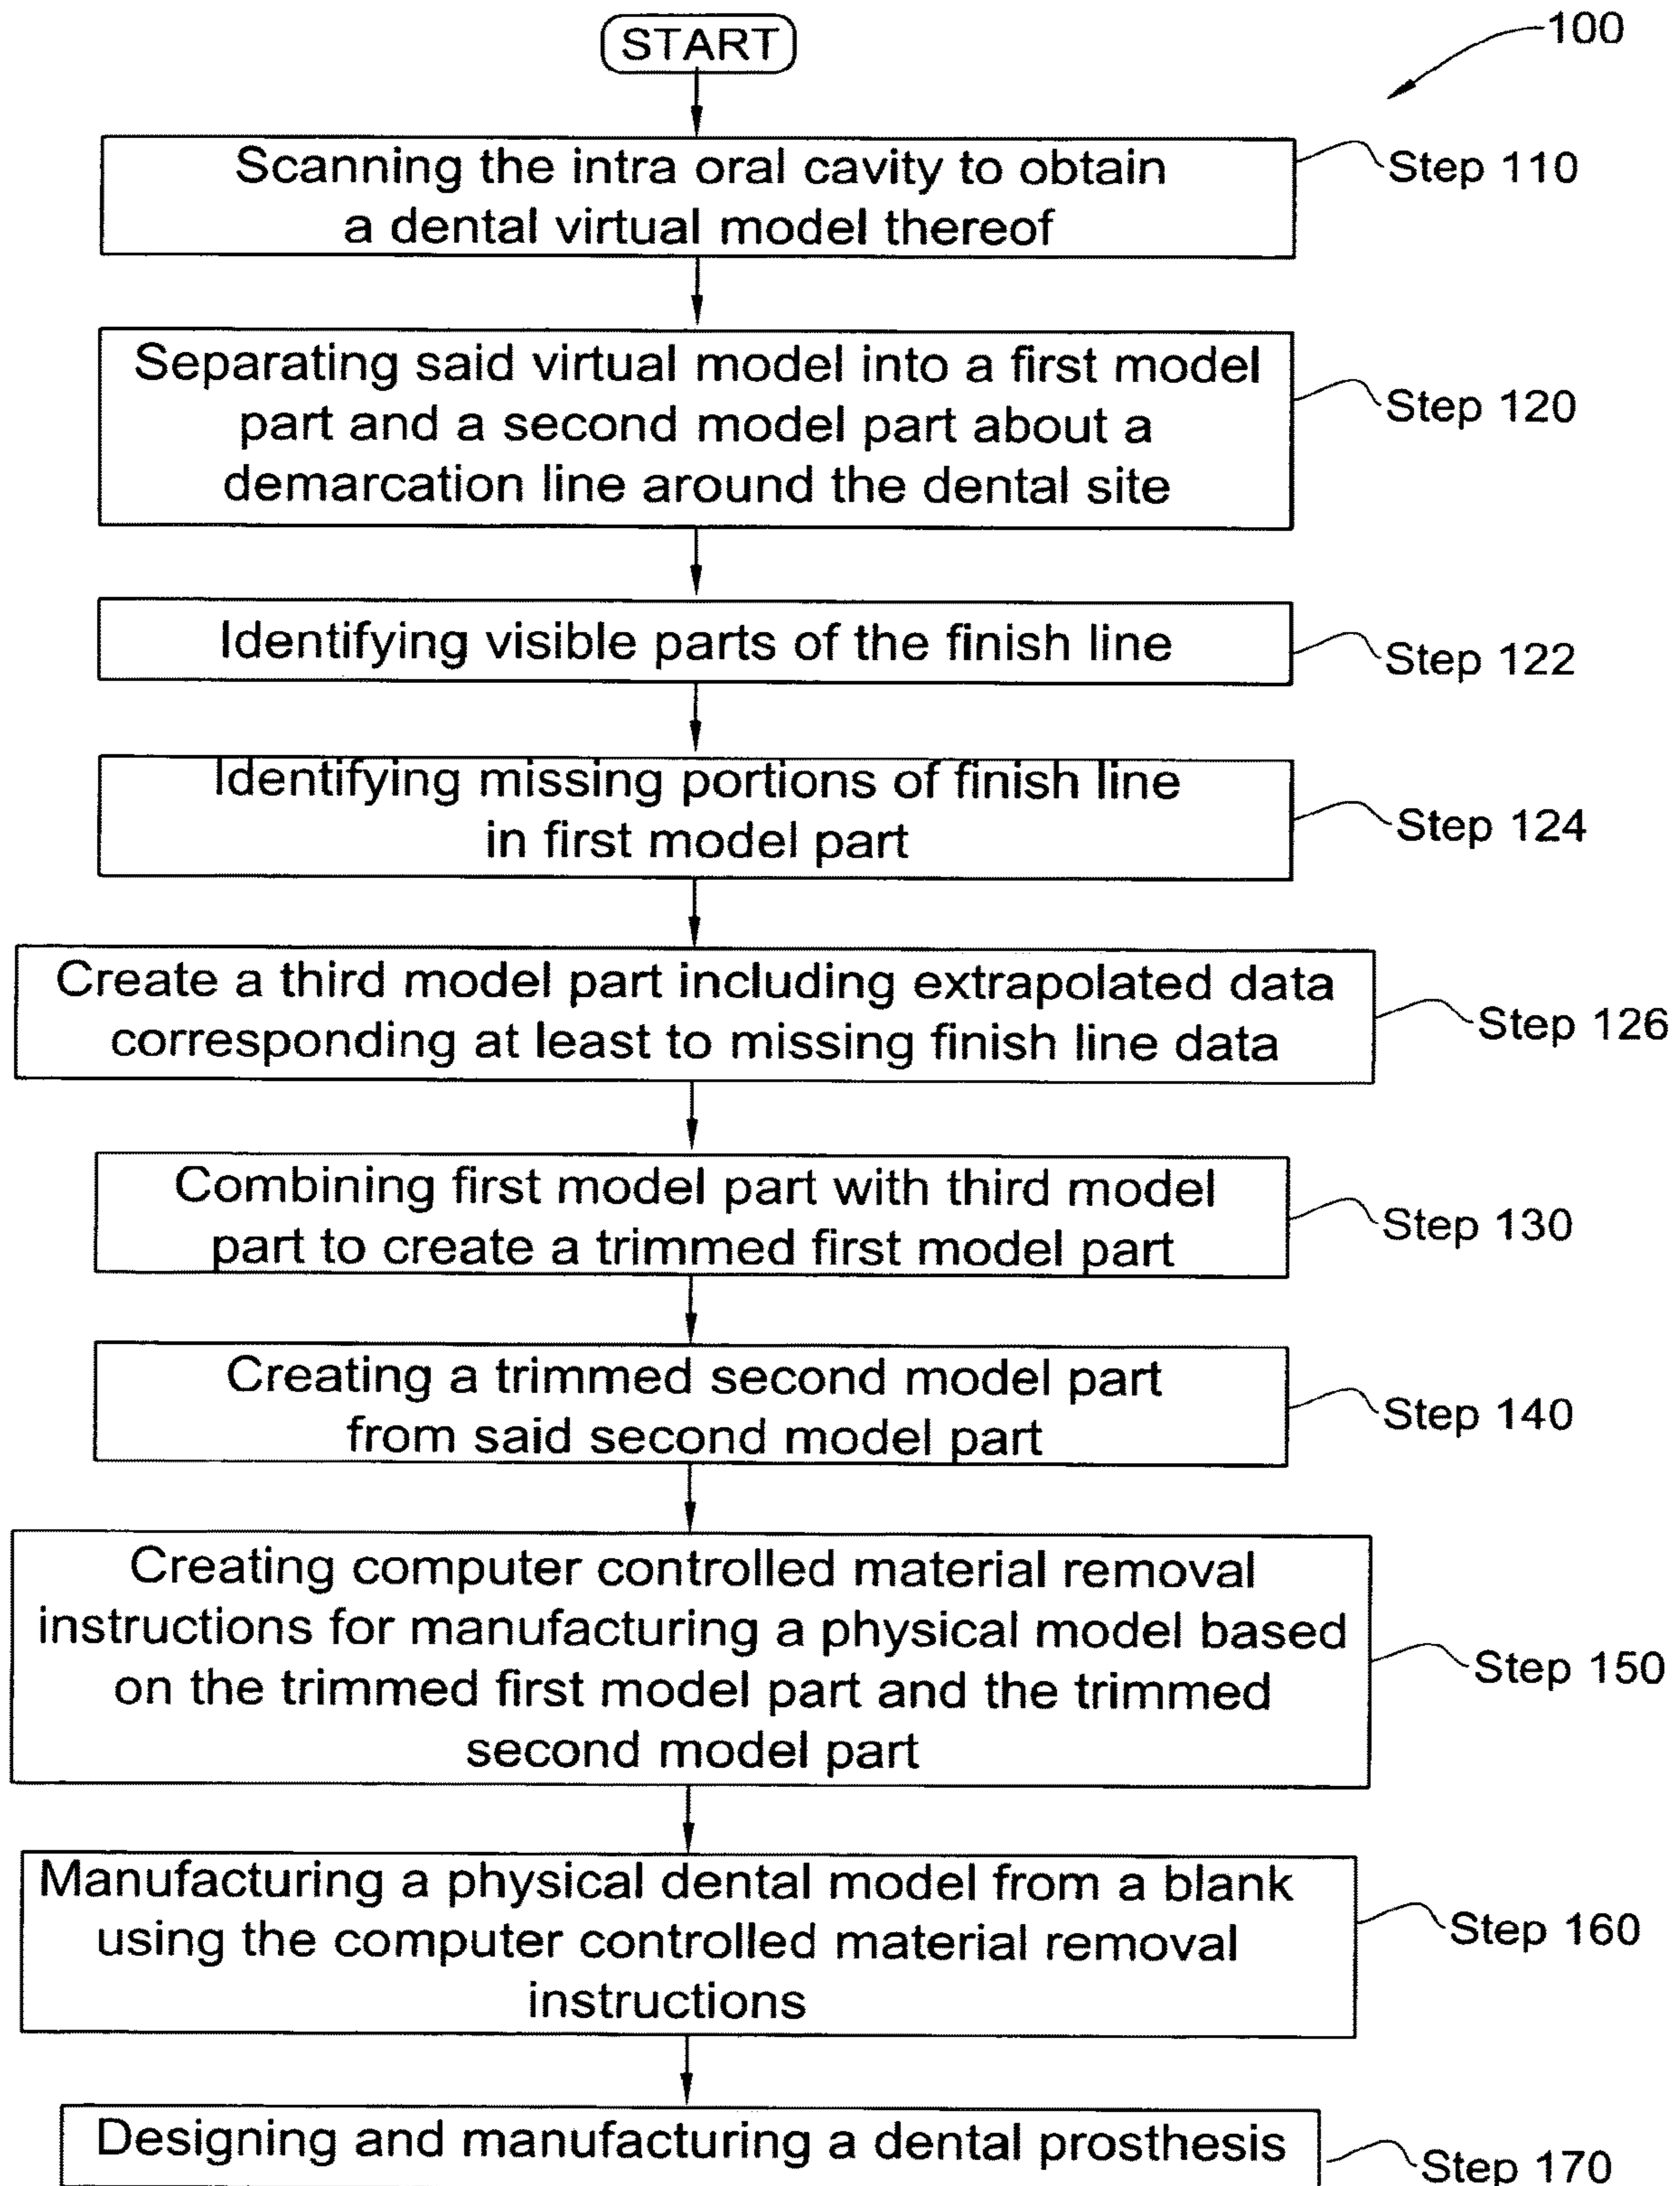 START
100
Scanning the intra oral cavity to obtain
a dental virtual model thereof
Step 110
Separating said virtual model into a first model
part and a second model part about a
demarcation line around the dental site
Step 120
Identifying visible parts of the finish line
Step 122
Identifying missing portions of finish line
in first model part
Step 124
Create a third model part including extrapolated data
corresponding at least to missing finish line data
Step 126
Combining first model part with third model
part to create a trimmed first model part
Step 130
Creating a trimmed second model part
from said second model part
Step 140
Creating computer controlled material removal
instructions for manufacturing a physical model based
on the trimmed first model part and the trimmed
second model part
Step 150
Manufacturing a physical dental model from a blank
using the computer controlled material removal
instructions
Step 160
Designing and manufacturing a dental prosthesis
Step 170